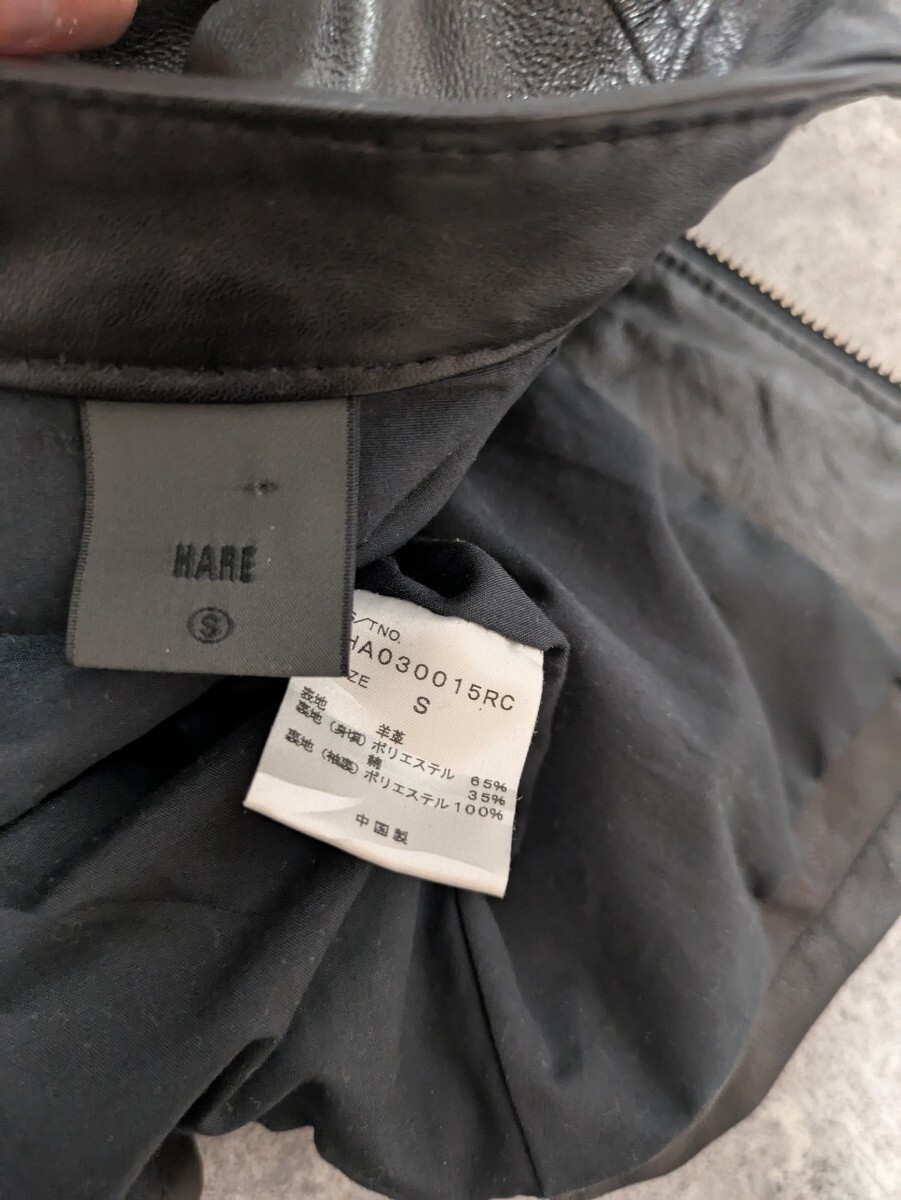 HARE
S
S/TNO.
HA030015RC
ZE
S
表地 羊革
裏地(身頃)ポリエステル 65%
綿 35%
裏地(袖裏)ポリエステル 100%
中国製